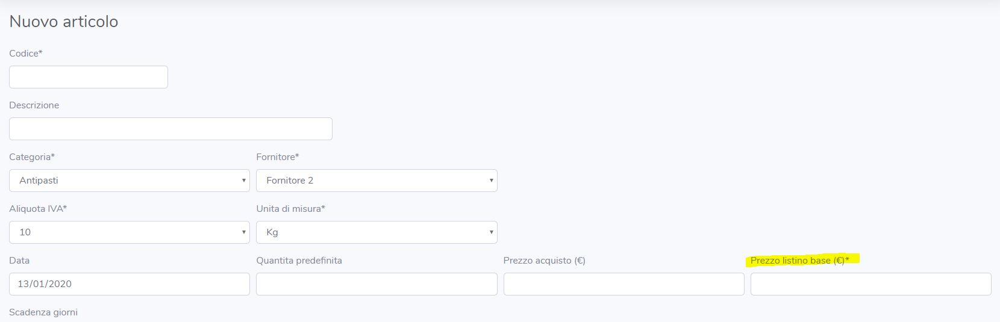 Nuovo articolo
Codice*
Descrizione
Categoria* Fornitore*
Antipasti Fornitore 2
Aliquota IVA* Unita di misura*
10 Kg
Data Quantita predefinita Prezzo acquisto (€) Prezzo listino base (€)*
13/01/2020
Scadenza giorni